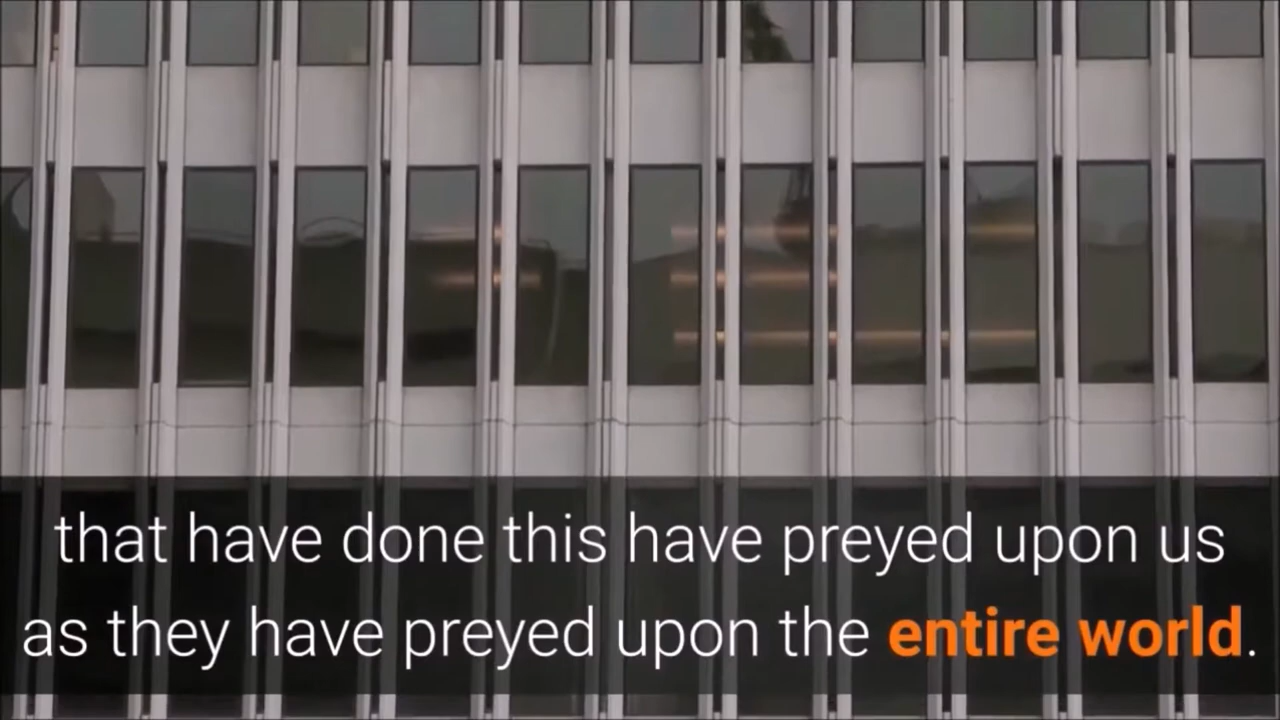 that have done this have preyed upon us
as they have preyed upon the entire world.